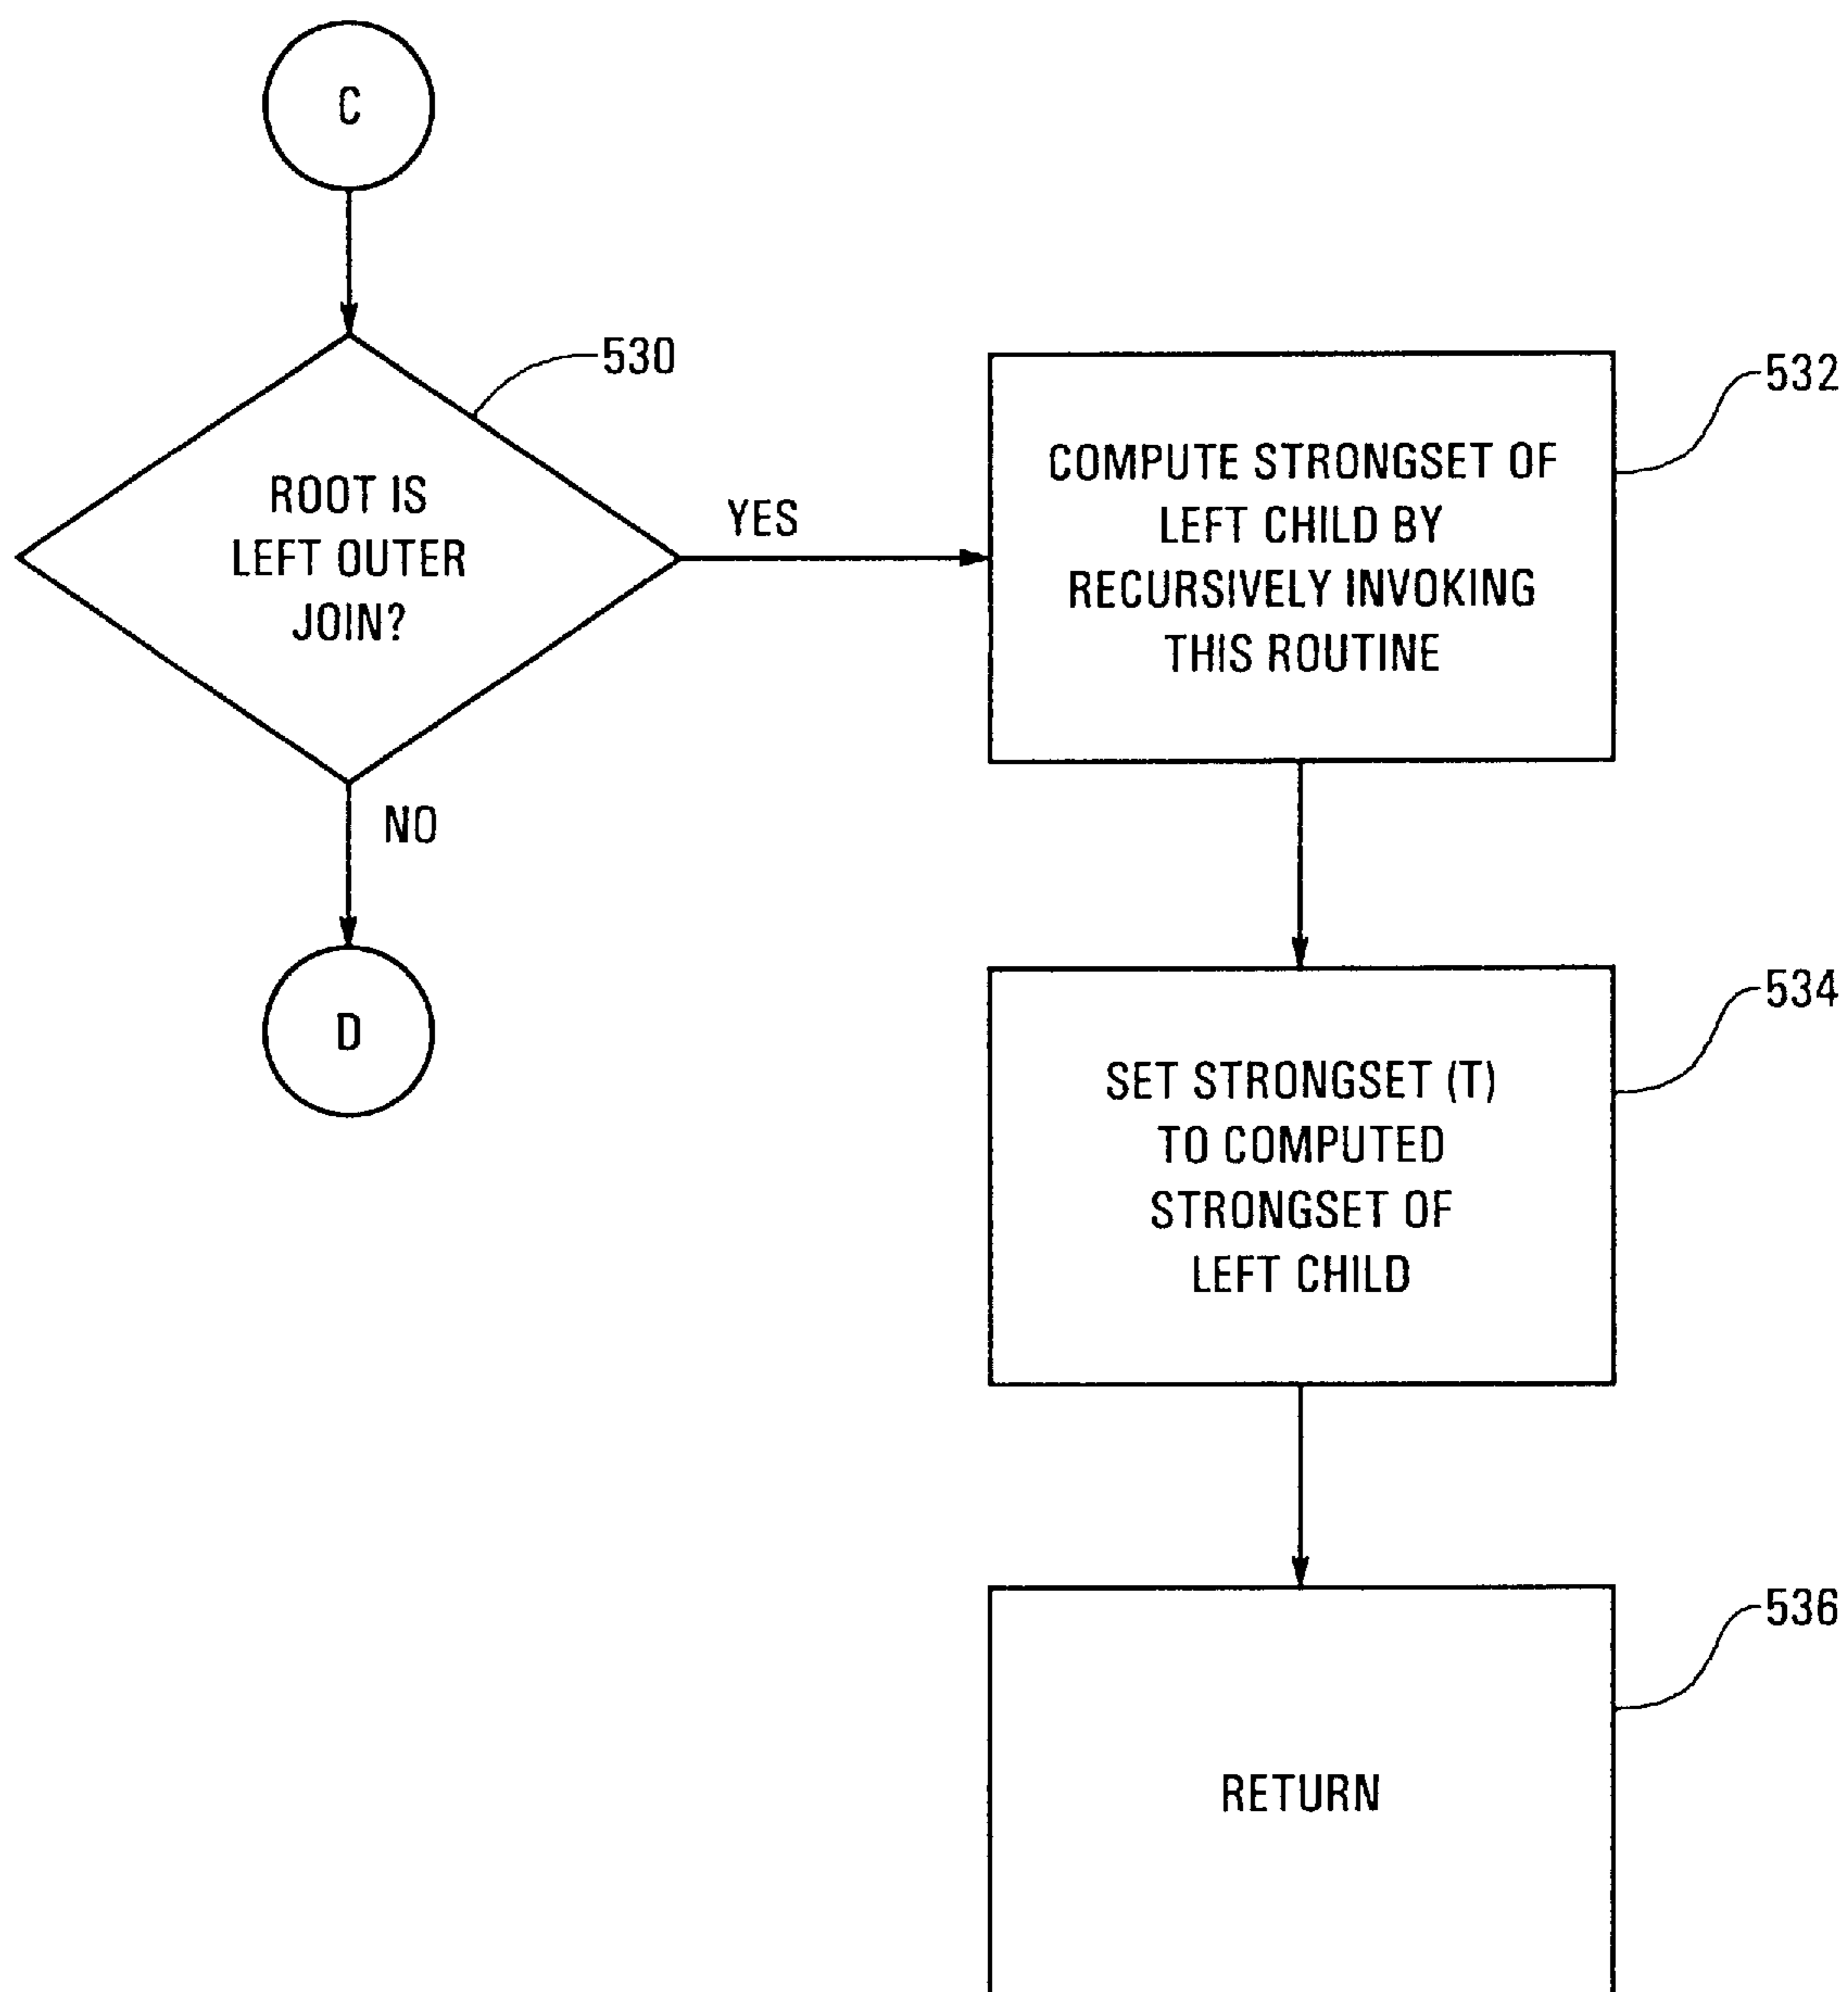 C
530
ROOT IS
LEFT OUTER
JOIN?
YES
NO
D
532
COMPUTE STRONGSET OF
LEFT CHILD BY
RECURSIVELY INVOKING
THIS ROUTINE
534
SET STRONGSET (T)
TO COMPUTED
STRONGSET OF
LEFT CHILD
536
RETURN